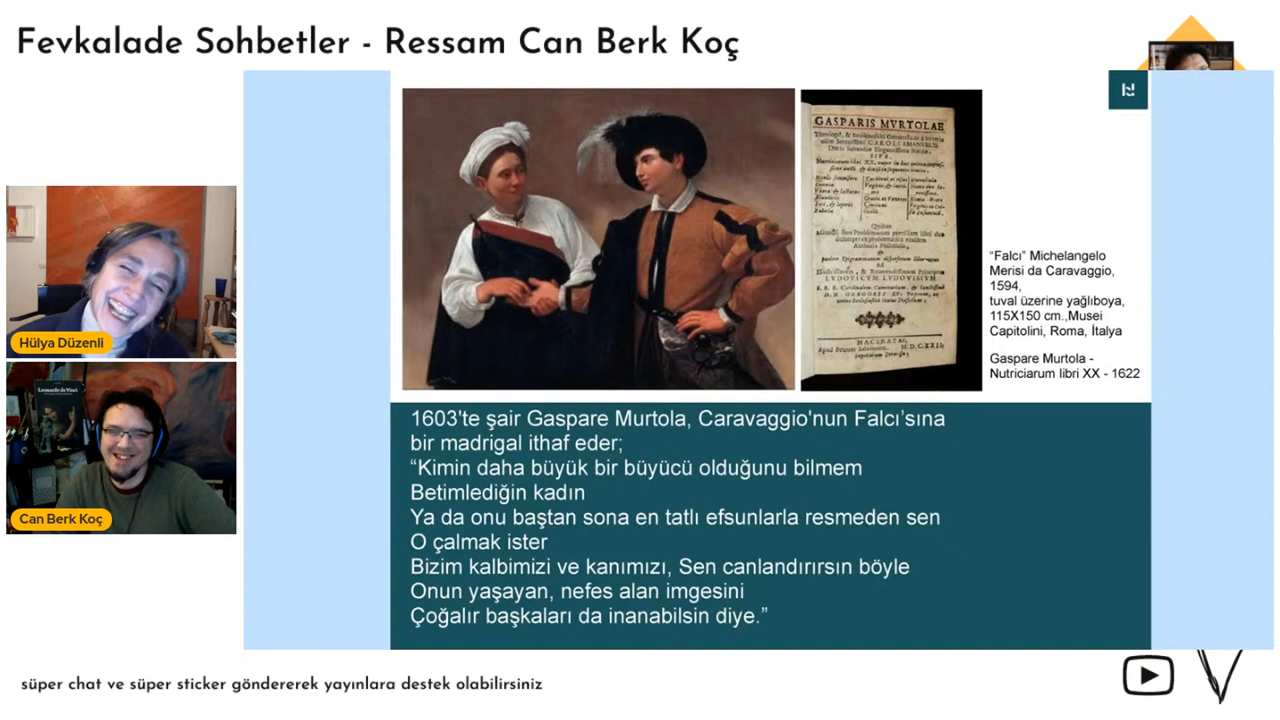 Fevkalade Sohbetler - Ressam Can Berk Koç
GASPARIS MVRTOLAE
"Falcı” Michelangelo
Merisi da Caravaggio,
1594,
tuval üzerine yağlıboya,
115X150 cm.,Musei
Capitolini, Roma, İtalya
Gaspare Murtola -
Nutriciarum libri XX - 1622
Leonardo da Vinci
Hülya Düzenli
Can Berk Koç
1603'te şair Gaspare Murtola, Caravaggio'nun Falcı’sına
bir madrigal ithaf eder;
“Kimin daha büyük bir büyücü olduğunu bilmem
Betimlediğin kadın
Ya da onu baştan sona en tatlı efsunlarla resmeden sen
O çalmak ister
Bizim kalbimizi ve kanımızı, Sen canlandırırsın böyle
Onun yaşayan, nefes alan imgesini
Çoğalır başkaları da inanabilsin diye.”
süper chat ve süper sticker göndererek yayınlara destek olabilirsiniz